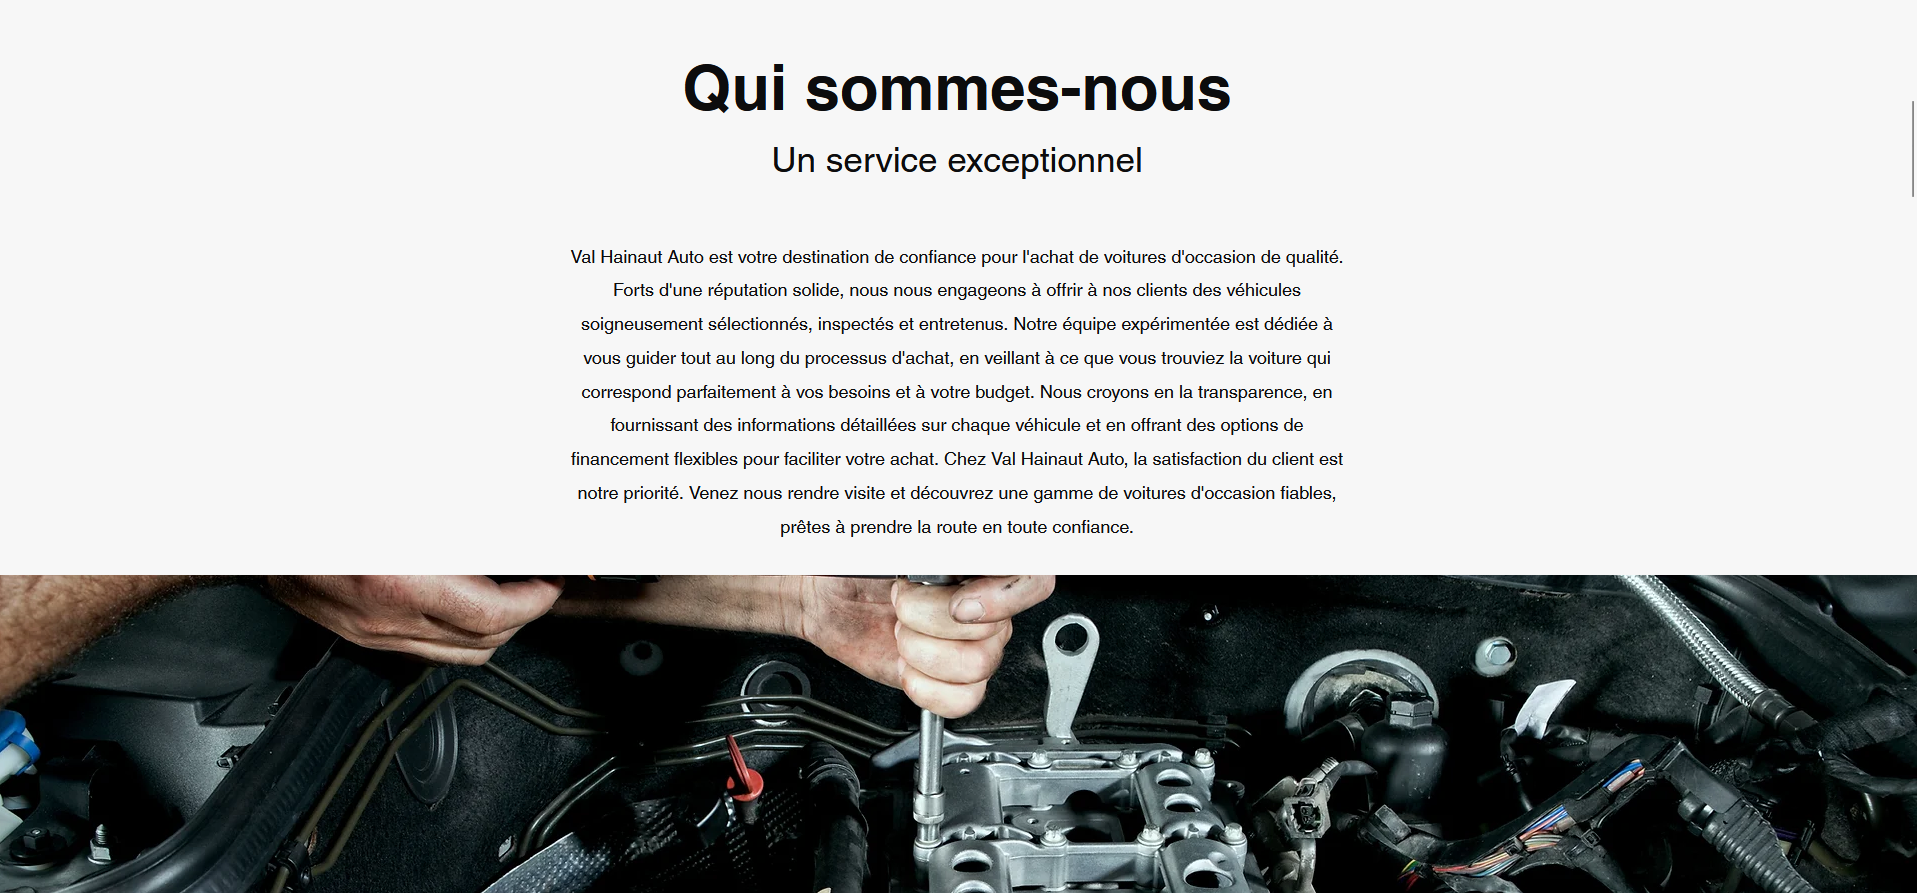 Qui sommes-nous
Un service exceptionnel
Val Hainaut Auto est votre destination de confiance pour l'achat de voitures d'occasion de qualité.
Forts d'une réputation solide, nous nous engageons à offrir à nos clients des véhicules
soigneusement sélectionnés, inspectés et entretenus. Notre équipe expérimentée est dédiée à
vous guider tout au long du processus d'achat, en veillant à ce que vous trouviez la voiture qui
correspond parfaitement à vos besoins et à votre budget. Nous croyons en la transparence, en
fournissant des informations détaillées sur chaque véhicule et en offrant des options de
financement flexibles pour faciliter votre achat. Chez Val Hainaut Auto, la satisfaction du client est
notre priorité. Venez nous rendre visite et découvrez une gamme de voitures d'occasion fiables,
prêtes à prendre la route en toute confiance.